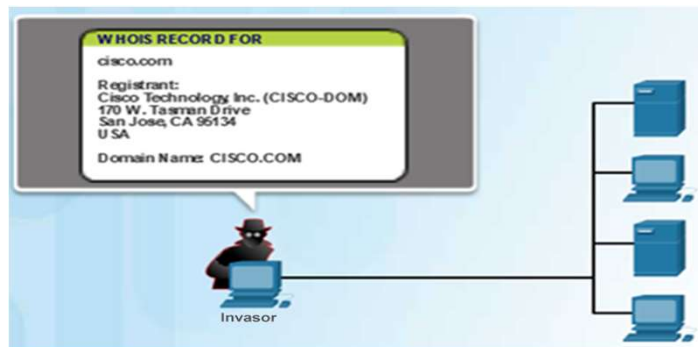 WHOIS RECORD FOR
cisco.com
Registrant:
Cisco Technology, Inc. (CISCO-DOM)
170 W. Tasman Drive
San Jose, CA 95134
USA
Domain Name: CISCO.COM
Invasor